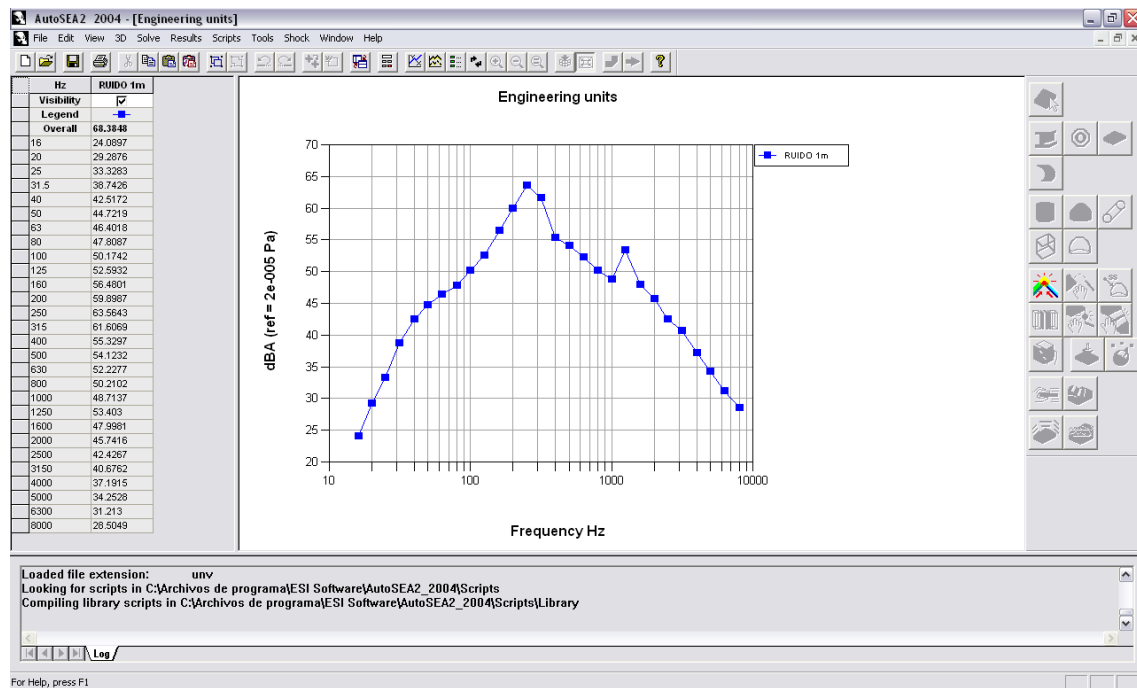 AutoSEA2 2004 - [Engineering units]
File Edit View 3D Solve Results Scripts Tools Shock Window Help
Hz RUIDO 1m
Visibility
Legend
Overall 68.3848
16 24.0897
20 29.2876
25 33.3283
31.5 38.7426
40 42.5172
50 44.7219
63 46.4018
80 47.8087
100 50.1742
125 52.5932
160 56.4801
200 59.8987
250 63.5643
315 61.6069
400 55.3297
500 54.1232
630 52.2277
800 50.2102
1000 48.7137
1250 53.403
1600 47.9981
2000 45.7416
2500 42.4267
3150 40.6762
4000 37.1915
5000 34.2528
6300 31.213
8000 28.5049
Engineering units
RUIDO 1m
dBA (ref = 2e-005 Pa)
70
65
60
55
50
45
40
35
30
25
20
10 100 1000 10000
Frequency Hz
SS
Loaded file extension: unv
Looking for scripts in C:\Archivos de programa\ESI Software\AutoSEA2_2004\Scripts
Compiling library scripts in C:\Archivos de programa\ESI Software\AutoSEA2_2004\Scripts\Library
Log
For Help, press F1